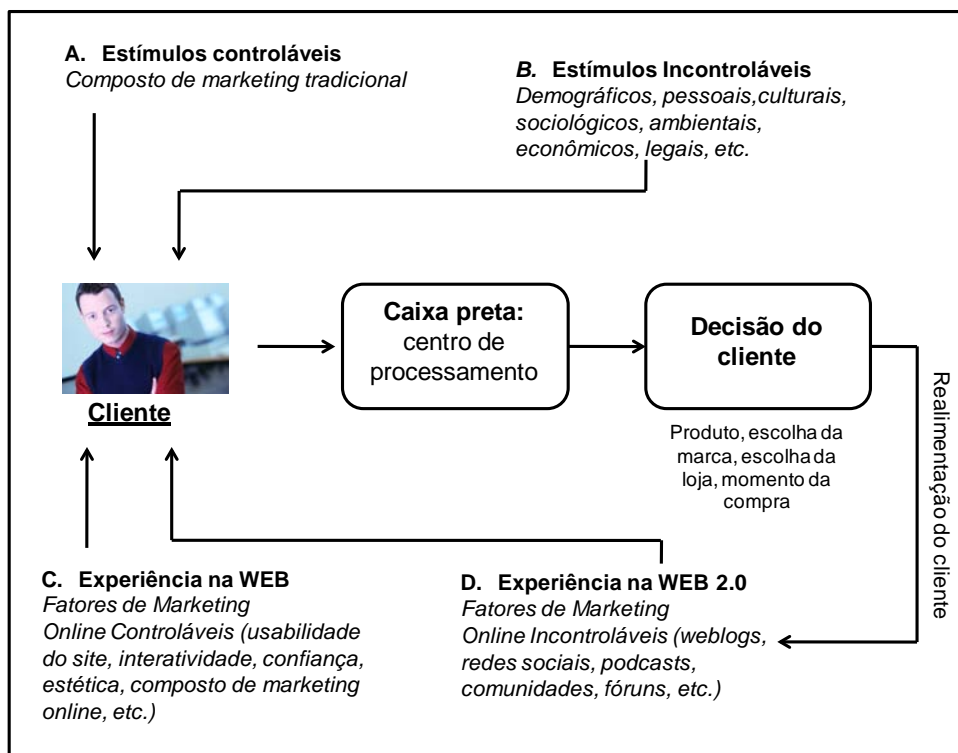 A. Estímulos controláveis
Composto de marketing tradicional
B. Estímulos Incontroláveis
Demográficos, pessoais,culturais,
sociológicos, ambientais,
econômicos, legais, etc.
Cliente
Caixa preta:
centro de
processamento
Decisão do
cliente
Produto, escolha da
marca, escolha da
loja, momento da
compra
Realimentação do cliente
C. Experiência na WEB
Fatores de Marketing
Online Controláveis (usabilidade
do site, interatividade, confiança,
estética, composto de marketing
online, etc.)
D. Experiência na WEB 2.0
Fatores de Marketing
Online Incontroláveis (weblogs,
redes sociais, podcasts,
comunidades, fóruns, etc.)